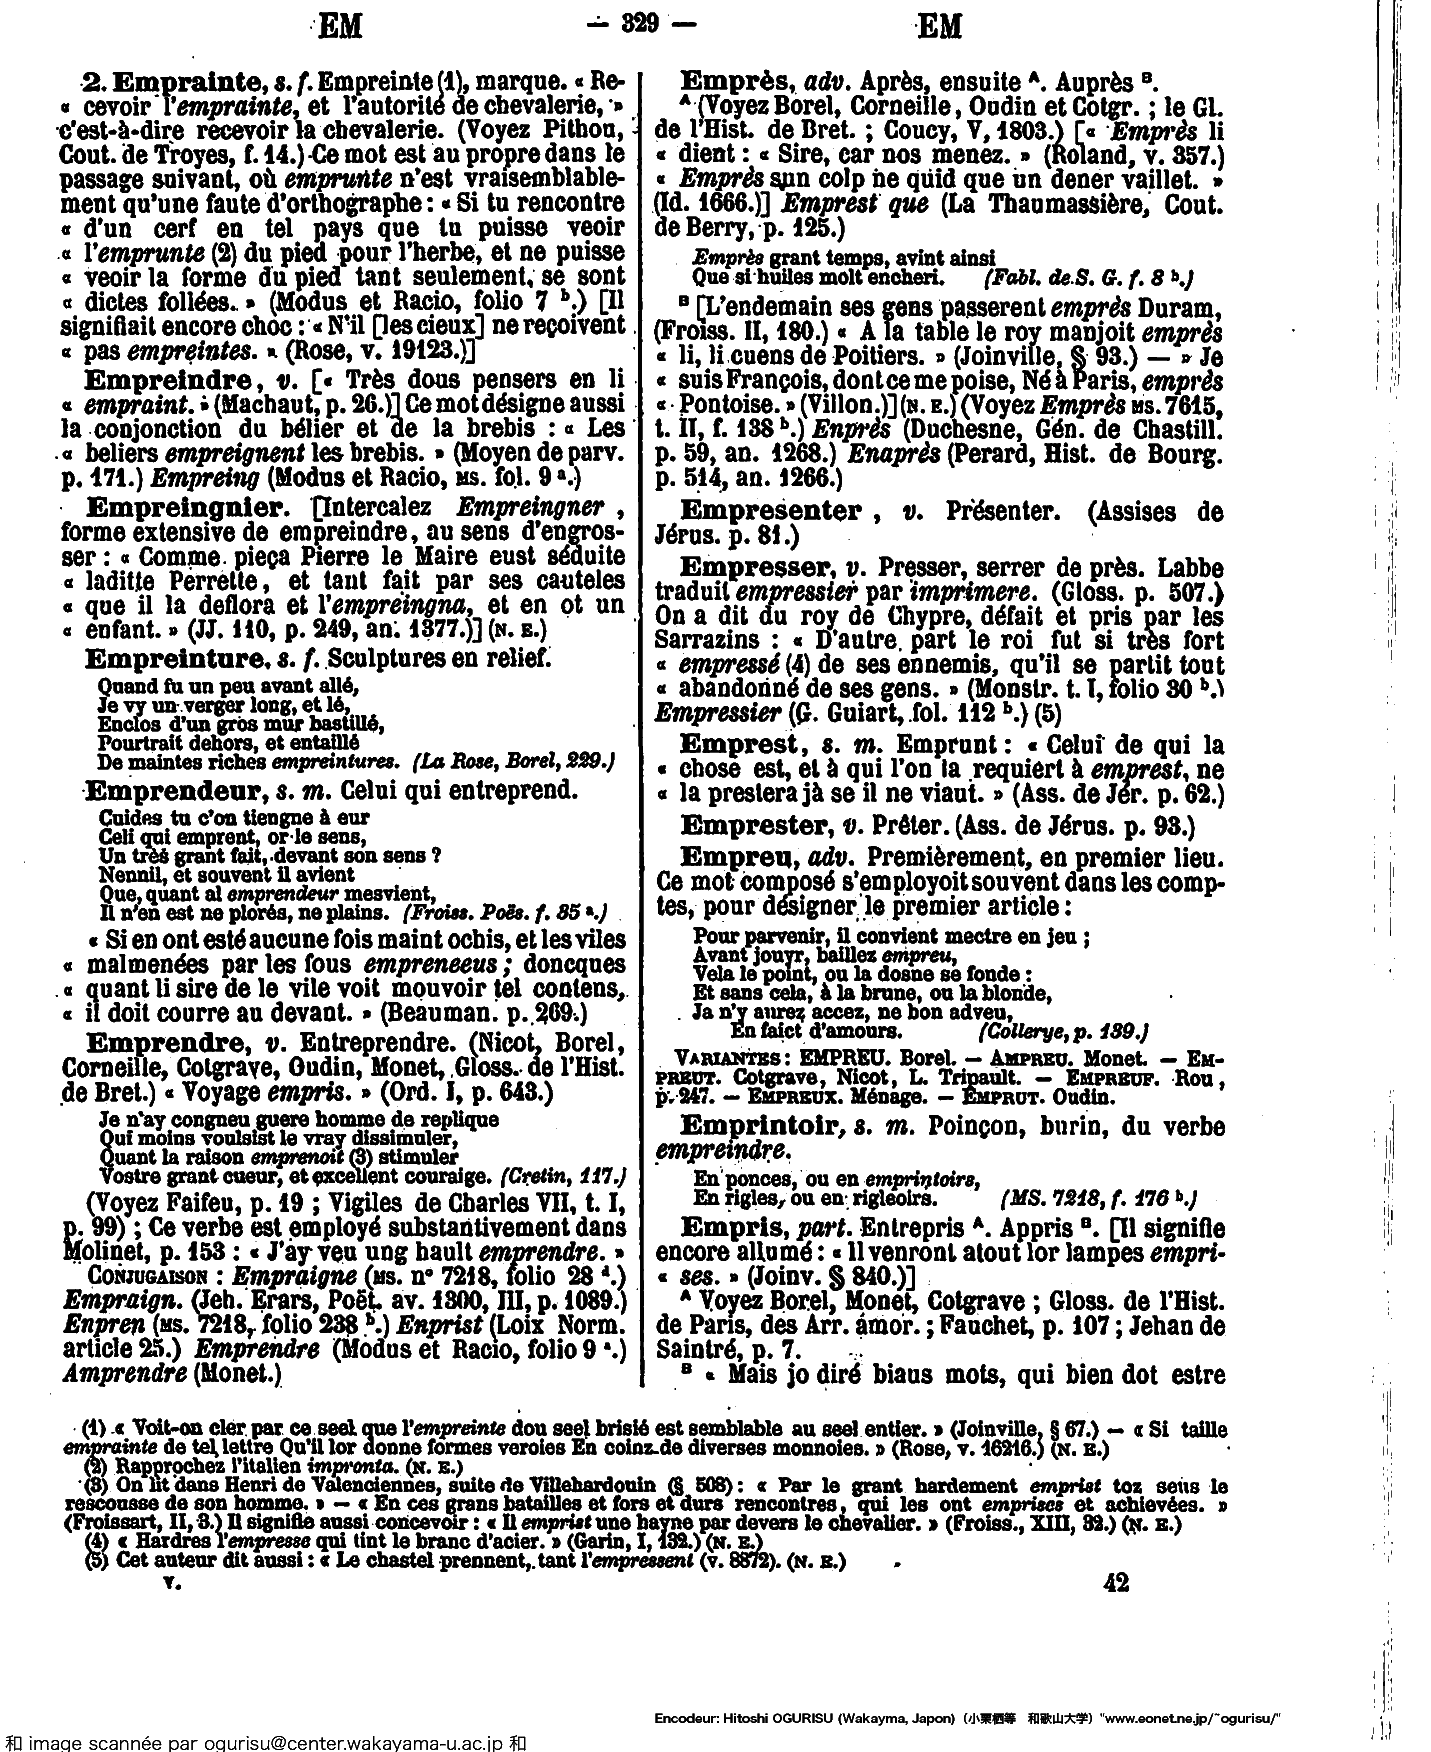 EM
— 329 —
EM
2. Emprainte, s. f. Empreinte (1), marque. « Re-
« cevoir l'emprainte, et l'autorité de chevalerie, »
c'est-à-dire recevoir la chevalerie. (Voyez Pithou,
Cout. de Troyes, f. 14.) Ce mot est au propre dans le
passage suivant, où emprunte n'est vraisemblable-
ment qu'une faute d'orthographe : « Si tu rencontre
« d'un cerf en tel pays que tu puisse veoir
« l'emprunte (2) du pied pour l'herbe, et ne puisse
« veoir la forme du pied tant seulement, se sont
« dictes follées. » (Modus et Racio, folio 7 b.) [Il
signifiait encore choc : « N'il [les cieux] ne reçoivent
« pas empreintes. » (Rose, v. 19123.)]
Empreindre, v. [« Très dous pensers en li
« empraint. » (Machaut, p. 26.)] Ce mot désigne aussi
la conjonction du bélier et de la brebis : « Les
« beliers empreignent les brebis. » (Moyen de parv.
p. 171.) Empreing (Modus et Racio, MS. fol. 9 a.)
Empreingnier. [Intercalez Empreingner,
forme extensive de empreindre, au sens d'engros-
ser : « Comme pieça Pierre le Maire eust séduite
« laditte Perrette, et tant fait par ses cauteles
« que il la deflora et l'empreingna, et en ot un
« enfant. » (JJ. 110, p. 249, an. 1377.)] (N. E.)
Empreinture, s. f. Sculptures en relief.
Quand fu un peu avant allé,
Je vy un verger long, et lé,
Enclos d'un gros mur bastillé,
Pourtrait dehors, et entaillé
De maintes riches empreintures. (La Rose, Borel, 229.)
Emprendeur, s. m. Celui qui entreprend.
Cuides tu c'on tiengne à eur
Celi qui emprent, or le sens,
Un très grant fait, devant son sens ?
Nennil, et souvent il avient
Que, quant al emprendeur mesvient,
Il n'en est ne plorés, ne plains. (Froiss. Poës. f. 85 a.)
« Si en ont esté aucune fois maint ochis, et les viles
« malmenées par les fous empreneeus ; doncques
« quant li sire de le vile voit mouvoir tel contens,
« il doit courre au devant. » (Beauman. p. 269.)
Emprendre, v. Entreprendre. (Nicot, Borel,
Corneille, Cotgrave, Oudin, Monet, Gloss. de l'Hist.
de Bret.) « Voyage empris. » (Ord. I, p. 643.)
Je n'ay congneu guere homme de replique
Qui moins voulsist le vray dissimuler,
Quant la raison emprenoit (3) stimuler
Vostre grant cueur, et excellent couraige. (Cretin, 117.)
(Voyez Faifeu, p. 19 ; Vigiles de Charles VII, t. I,
p. 99) ; Ce verbe est employé substantivement dans
Molinet, p. 153 : « J'ay veu ung hault emprendre. »
CONJUGAISON : Empraigne (MS. n° 7218, folio 28 d.)
Empraign. (Jeh. Erars, Poët. av. 1300, III, p. 1089.)
Enpren (MS. 7218, folio 238 b.) Enprist (Loix Norm.
article 25.) Emprendre (Modus et Racio, folio 9 a.)
Amprendre (Monet.)
Emprès, adv. Après, ensuite A. Auprès B.
A (Voyez Borel, Corneille, Oudin et Cotgr. ; le Gl.
de l'Hist. de Bret. ; Coucy, V, 1803.) [« Emprès li
« dient : « Sire, car nos menez. » (Roland, v. 357.)
« Emprès sun colp ne quid que un dener vaillet. »
(Id. 1666.)] Emprest que (La Thaumassière, Cout.
de Berry, p. 125.)
Emprès grant temps, avint ainsi
Que si huiles molt encheri. (Fabl. de S. G. f. 8 b.)
B [L'endemain ses gens passerent emprès Duram,
(Froiss. II, 180.) « A la table le roy manjoit emprès
« li, li cuens de Poitiers. » (Joinville, § 93.) — » Je
« suis François, dont ce me poise, Né à Paris, emprès
« Pontoise. » (Villon.)] (N. E.) (Voyez Emprès MS. 7615,
t. II, f. 138 b.) Enprès (Duchesne, Gén. de Chastill.
p. 59, an. 1268.) Enaprès (Perard, Hist. de Bourg.
p. 514, an. 1266.)
Empresenter, v. Présenter. (Assises de
Jérus. p. 81.)
Empresser, v. Presser, serrer de près. Labbe
traduit empressier par imprimere. (Gloss. p. 507.)
On a dit du roy de Chypre, défait et pris par les
Sarrazins : « D'autre part le roi fut si très fort
« empressé (4) de ses ennemis, qu'il se partit tout
« abandonné de ses gens. » (Monstr. t. I, folio 30 b.)
Empressier (G. Guiart, fol. 112 b.) (5)
Emprest, s. m. Emprunt : « Celui de qui la
« chose est, et à qui l'on la requiert à emprest, ne
« la prestera jà se il ne viaut. » (Ass. de Jér. p. 62.)
Emprester, v. Prêter. (Ass. de Jérus. p. 93.)
Empreu, adv. Premièrement, en premier lieu.
Ce mot composé s'employoit souvent dans les comp-
tes, pour désigner le premier article :
Pour parvenir, il convient mectre en jeu ;
Avant jouyr, baillez empreu,
Vela le point, ou la dosne se fonde :
Et sans cela, à la brune, ou la blonde,
Ja n'y aurez accez, ne bon adveu,
En faict d'amours. (Collerye, p. 139.)
VARIANTES : EMPREU. Borel. — AMPREU. Monet. — EM-
PREUT. Cotgrave, Nicot, L. Tripault. — EMPREUF. Rou,
p. 247. — EMPREUX. Ménage. — EMPRUT. Oudin.
Emprintoir, s. m. Poinçon, burin, du verbe
empreindre.
En ponces, ou en emprintoirs,
En rigles, ou en rigleoirs. (MS. 7218, f. 176 b.)
Empris, part. Entrepris A. Appris B. [Il signifie
encore allumé : « Il venront atout lor lampes empri-
« ses. » (Joinv. § 840.)]
A Voyez Borel, Monet, Cotgrave ; Gloss. de l'Hist.
de Paris, des Arr. amor. ; Fauchet, p. 107 ; Jehan de
Saintré, p. 7.
B « Mais jo diré biaus mots, qui bien dot estre
(1) « Voit-on cler par ce seel que l'empreinte dou seel brisié est semblable au seel entier. » (Joinville, § 67.) — « Si taille
emprainte de tel lettre Qu'il lor donne formes veroies En coinz de diverses monnoies. » (Rose, v. 16216.) (N. E.)
(2) Rapprochez l'italien impronta. (N. E.)
(3) On lit dans Henri de Valenciennes, suite de Villehardouin (§ 508) : « Par le grant hardement emprist toz seus le
rescousse de son homme. » — « En ces grans batailles et fors et durs rencontres, qui les ont emprises et achievées. »
(Froissart, II, 3.) Il signifie aussi concevoir : « Il emprist une hayne par devers le chevalier. » (Froiss., XIII, 32.) (N. E.)
(4) « Hardres l'empresse qui tint le branc d'acier. » (Garin, I, 132.) (N. E.)
(5) Cet auteur dit aussi : « Le chastel prennent, tant l'empressent (v. 8872). (N. E.)
V.
42
Encodeur: Hitoshi OGURISU (Wakayma, Japon) (小栗栖等 和歌山大学) "www.eonet.ne.jp/~ogurisu/"
和 image scannée par ogurisu@center.wakayama-u.ac.jp 和